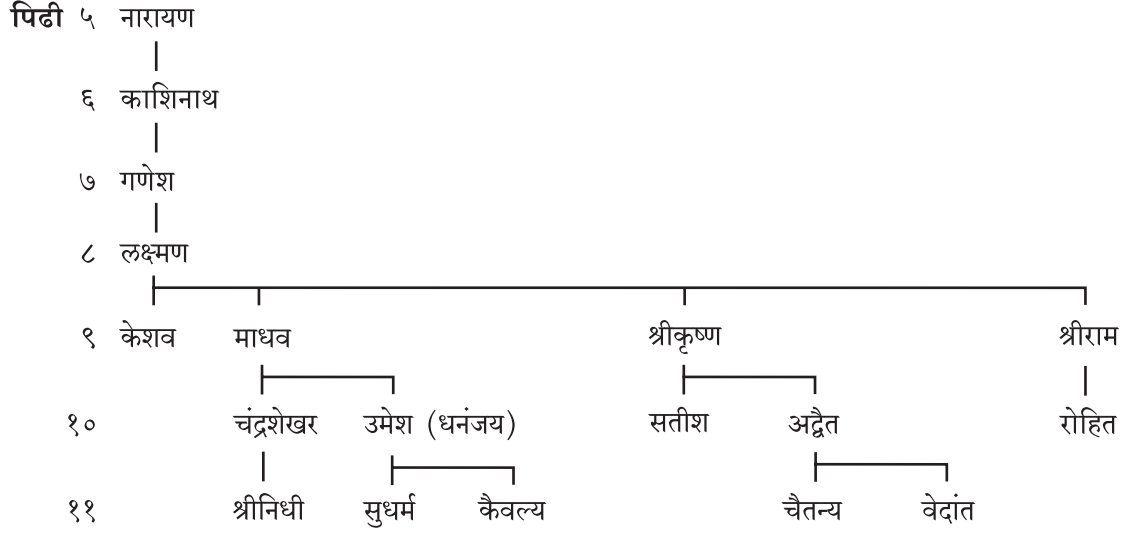 पिढी ५ नारायण
६ काशिनाथ
७ गणेश
८ लक्ष्मण
९ केशव माधव श्रीकृष्ण श्रीराम
१० चंद्रशेखर उमेश (धनंजय) सतीश अद्वैत रोहित
११ श्रीनिधी सुधर्म कैवल्य चैतन्य वेदांत